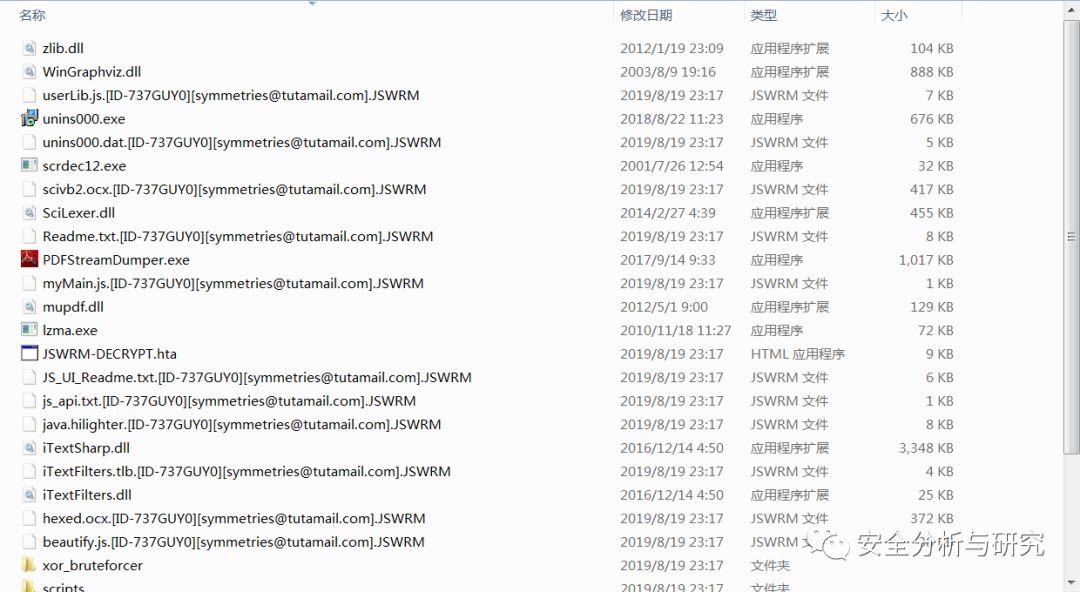 名称 修改日期 类型 大小
zlib.dll 2012/1/19 23:09 应用程序扩展 104 KB
WinGraphviz.dll 2003/8/9 19:16 应用程序扩展 888 KB
userLib.js.[ID-737GUY0][symmetries@tutamail.com].JSWRM 2019/8/19 23:17 JSWRM 文件 7 KB
unins000.exe 2018/8/22 11:23 应用程序 676 KB
unins000.dat.[ID-737GUY0][symmetries@tutamail.com].JSWRM 2019/8/19 23:17 JSWRM 文件 5 KB
scrdec12.exe 2001/7/26 12:54 应用程序 32 KB
scivb2.ocx.[ID-737GUY0][symmetries@tutamail.com].JSWRM 2019/8/19 23:17 JSWRM 文件 417 KB
SciLexer.dll 2014/2/27 4:39 应用程序扩展 455 KB
Readme.txt.[ID-737GUY0][symmetries@tutamail.com].JSWRM 2019/8/19 23:17 JSWRM 文件 8 KB
PDFStreamDumper.exe 2017/9/14 9:33 应用程序 1,017 KB
myMain.js.[ID-737GUY0][symmetries@tutamail.com].JSWRM 2019/8/19 23:17 JSWRM 文件 1 KB
mupdf.dll 2012/5/1 9:00 应用程序扩展 129 KB
lzma.exe 2010/11/18 11:27 应用程序 72 KB
JSWRM-DECRYPT.hta 2019/8/19 23:17 HTML 应用程序 9 KB
JS_UI_Readme.txt.[ID-737GUY0][symmetries@tutamail.com].JSWRM 2019/8/19 23:17 JSWRM 文件 6 KB
js_api.txt.[ID-737GUY0][symmetries@tutamail.com].JSWRM 2019/8/19 23:17 JSWRM 文件 1 KB
java.hilighter.[ID-737GUY0][symmetries@tutamail.com].JSWRM 2019/8/19 23:17 JSWRM 文件 8 KB
iTextSharp.dll 2016/12/14 4:50 应用程序扩展 3,348 KB
iTextFilters.tlb.[ID-737GUY0][symmetries@tutamail.com].JSWRM 2019/8/19 23:17 JSWRM 文件 4 KB
iTextFilters.dll 2016/12/14 4:50 应用程序扩展 25 KB
hexed.ocx.[ID-737GUY0][symmetries@tutamail.com].JSWRM 2019/8/19 23:17 JSWRM 文件 372 KB
beautify.js.[ID-737GUY0][symmetries@tutamail.com].JSWRM 2019/8/19 23:17 JSWRM
安全分析与研究
xor_bruteforcer 2019/8/19 23:17 文件夹
scripts 2019/8/19 23:17 文件夹